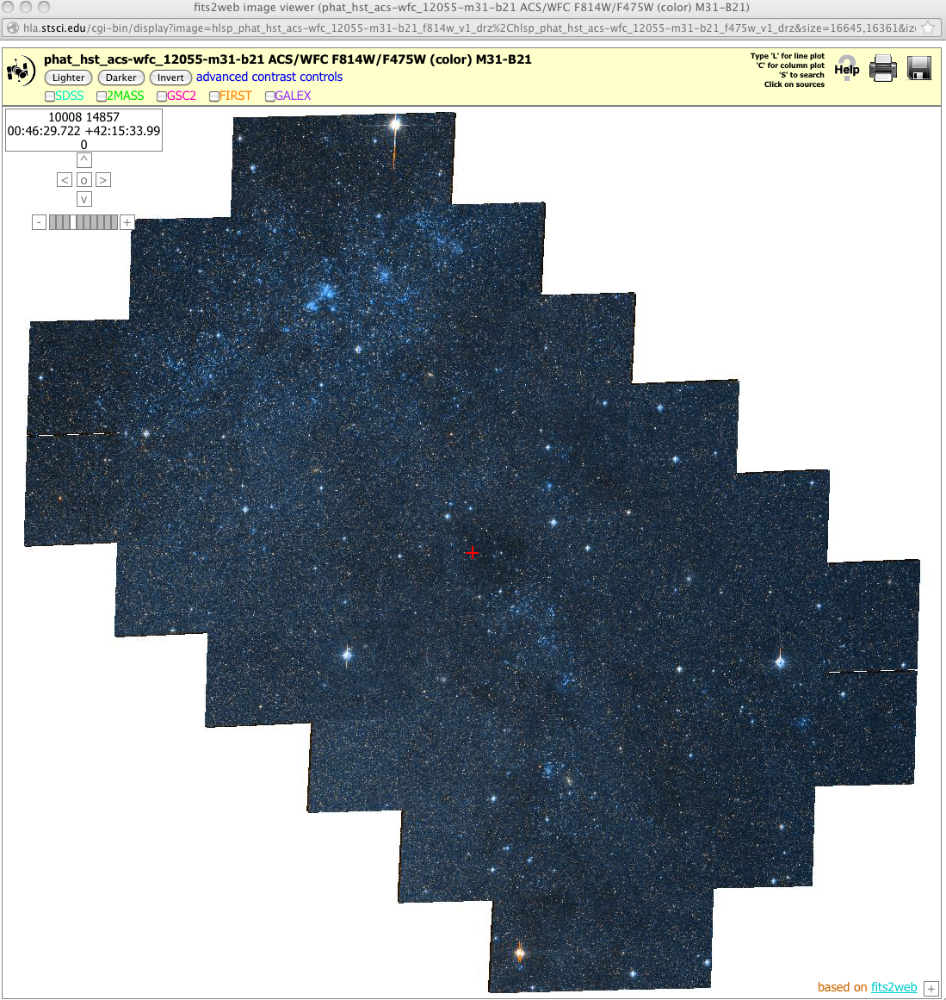 fits2web image viewer (phat_hst_acs-wfc_12055-m31-b21 ACS/WFC F814W/F475W (color) M31-B21)
hla.stsci.edu/cgi-bin/display?image=hlsp_phat_hst_acs-wfc_12055-m31-b21_f814w_v1_drz%2Chlsp_phat_hst_acs-wfc_12055-m31-b21_f475w_v1_drz&size=16645,16361&iz
phat_hst_acs-wfc_12055-m31-b21 ACS/WFC F814W/F475W (color) M31-B21
Lighter Darker Invert advanced contrast controls
SDSS 2MASS GSC2 FIRST GALEX
Type 'L' for line plot
'C' for column plot
'S' to search
Click on sources
Help
10008 14857
00:46:29.722 +42:15:33.99
0
^
< o >
v
- +
based on fits2web +